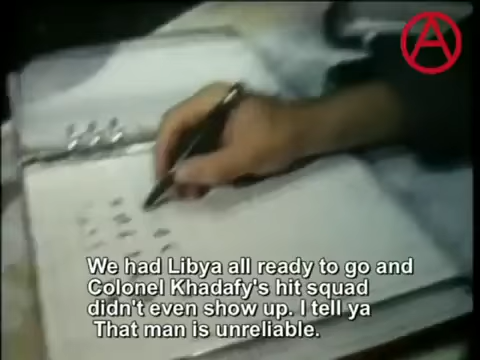 We had Libya all ready to go and
Colonel Khadafy's hit squad
didn't even show up. I tell ya
That man is unreliable.